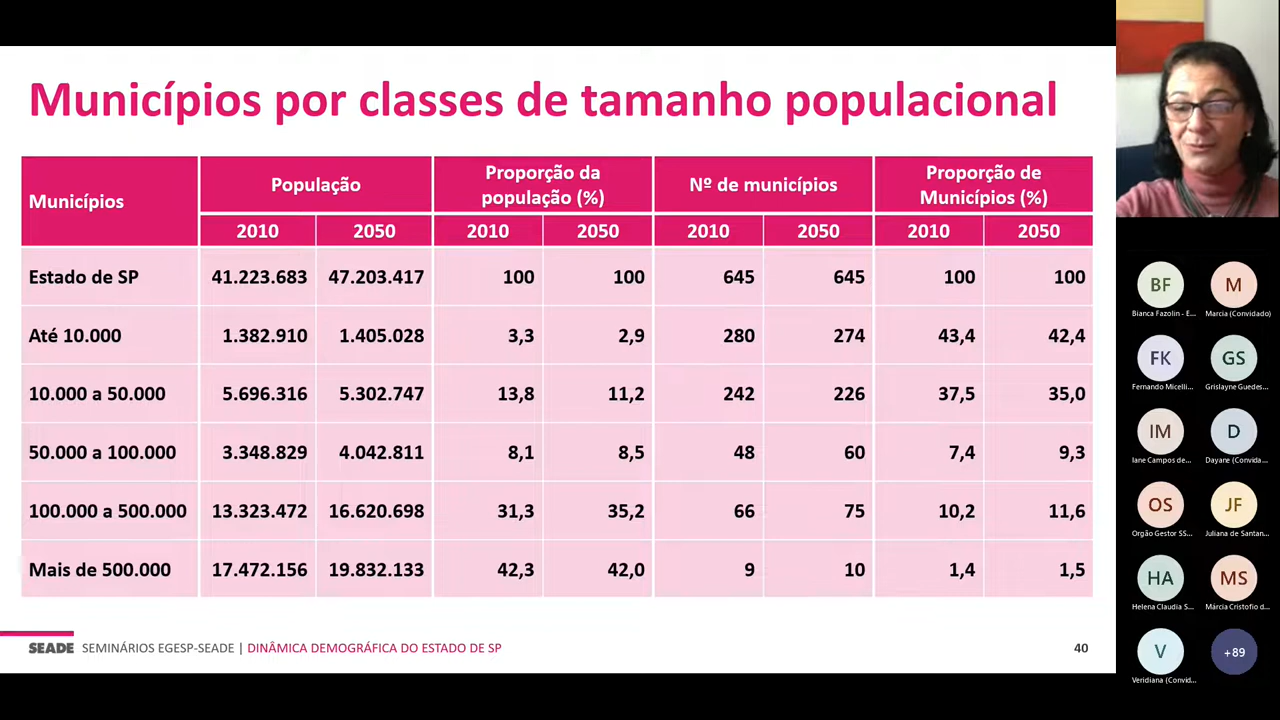 Municípios por classes de tamanho populacional
Municípios
População
Proporção da
população (%)
Nº de municípios
Proporção de
Municípios (%)
2010 2050 2010 2050 2010 2050 2010 2050
Estado de SP 41.223.683 47.203.417 100 100 645 645 100 100
Até 10.000 1.382.910 1.405.028 3,3 2,9 280 274 43,4 42,4
10.000 a 50.000 5.696.316 5.302.747 13,8 11,2 242 226 37,5 35,0
50.000 a 100.000 3.348.829 4.042.811 8,1 8,5 48 60 7,4 9,3
100.000 a 500.000 13.323.472 16.620.698 31,3 35,2 66 75 10,2 11,6
Mais de 500.000 17.472.156 19.832.133 42,3 42,0 9 10 1,4 1,5
SEADE SEMINÁRIOS EGESP-SEADE | DINÂMICA DEMOGRÁFICA DO ESTADO DE SP 40
BF M
Bianca Fazolin - E... Marcia (Convidado)
FK GS
Fernando Micelli... Grislayne Guedes...
IM D
Iane Campos de... Dayane (Convida...
OS JF
Orgão Gestor SS... Juliana de Santan...
HA MS
Helena Claudia S... Márcia Cristofio d...
V +89
Veridiana (Convid...